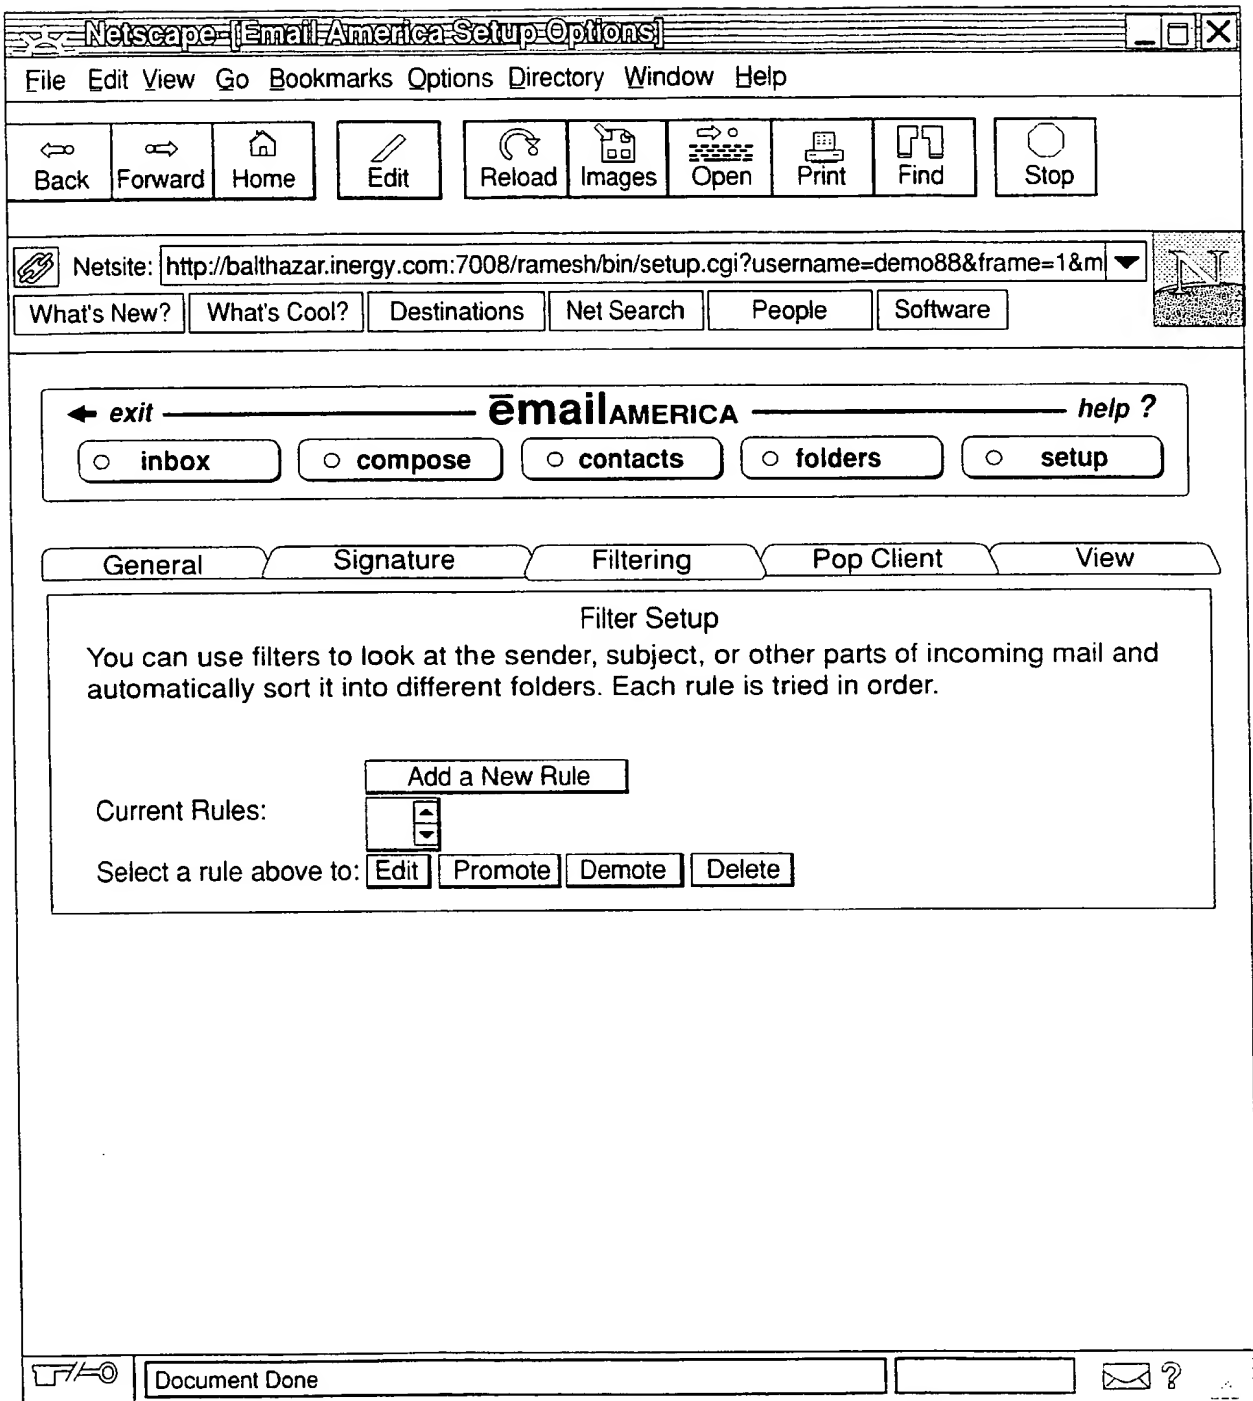 Netscape-[Email-America-Setup-Options]
File Edit View Go Bookmarks Options Directory Window Help
Back Forward Home Edit Reload Images Open Print Find Stop
Netsite: http://balthazar.inergy.com:7008/ramesh/bin/setup.cgi?username=demo88&frame=1&m
N
What's New? What's Cool? Destinations Net Search People Software
exit ēmailAMERICA help ?
inbox compose contacts folders setup
General Signature Filtering Pop Client View
Filter Setup
You can use filters to look at the sender, subject, or other parts of incoming mail and
automatically sort it into different folders. Each rule is tried in order.
Add a New Rule
Current Rules:
Select a rule above to: Edit Promote Demote Delete
Document Done ?